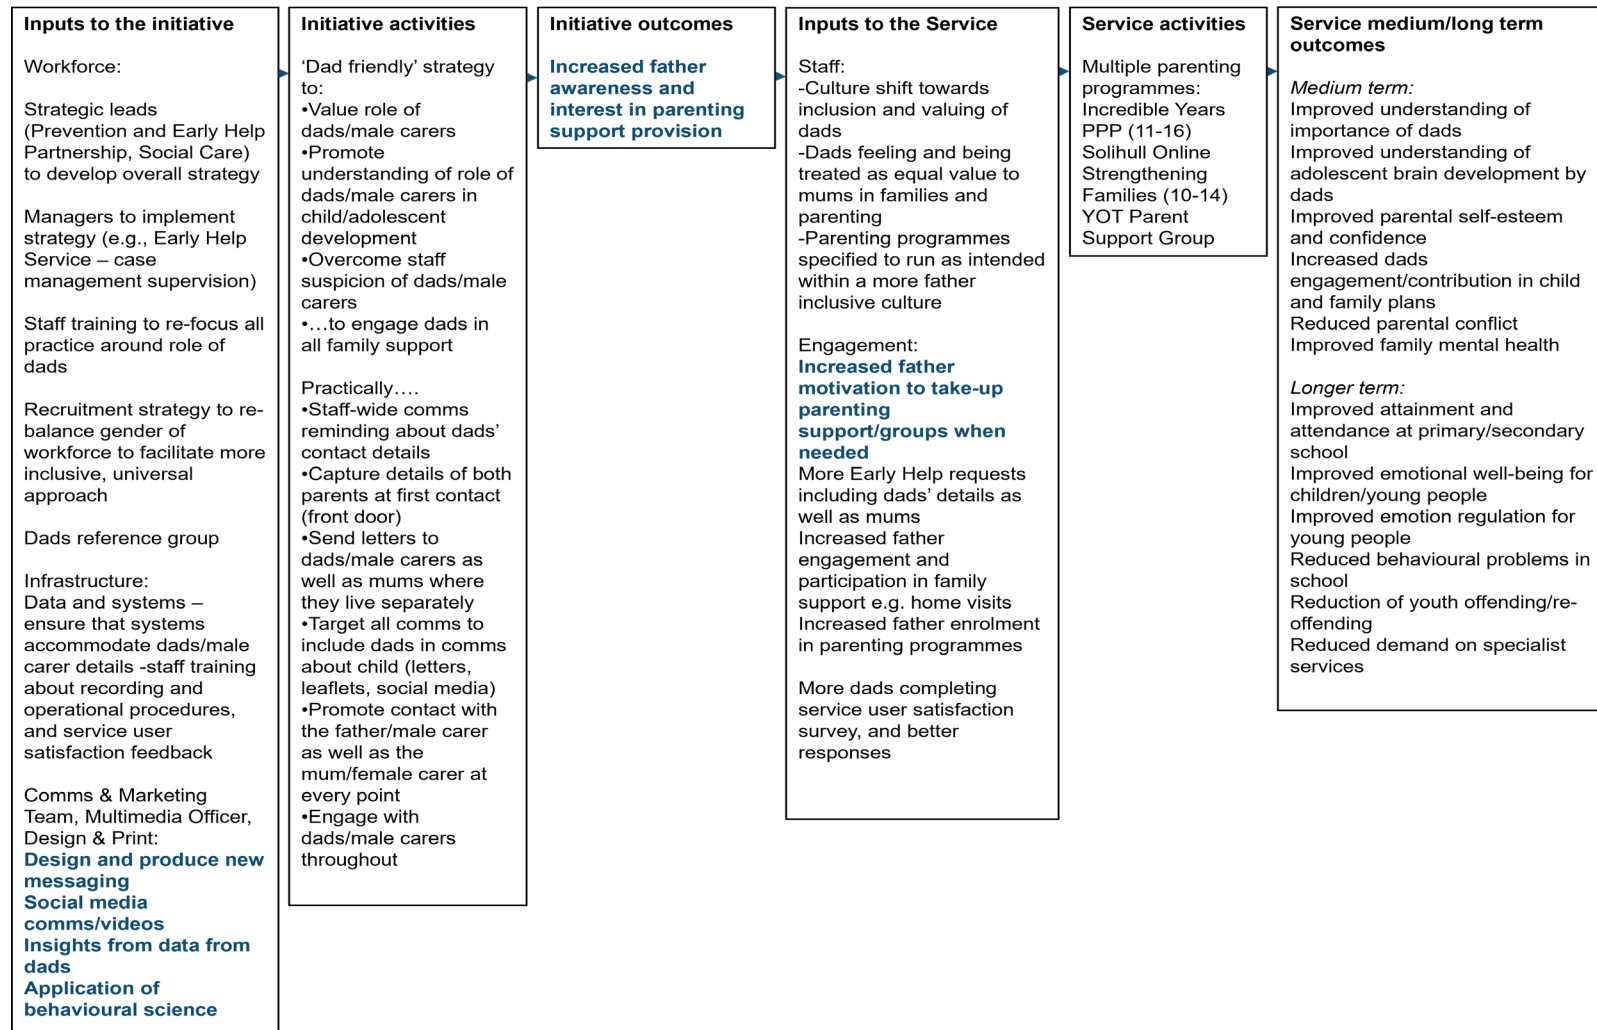 Inputs to the initiative
Workforce:
Strategic leads
(Prevention and Early Help
Partnership, Social Care)
to develop overall strategy
Managers to implement
strategy (e.g., Early Help
Service – case
management supervision)
Staff training to re-focus all
practice around role of
dads
Recruitment strategy to re-
balance gender of
workforce to facilitate more
inclusive, universal
approach
Dads reference group
Infrastructure:
Data and systems –
ensure that systems
accommodate dads/male
carer details -staff training
about recording and
operational procedures,
and service user
satisfaction feedback
Comms & Marketing
Team, Multimedia Officer,
Design & Print:
Design and produce new
messaging
Social media
comms/videos
Insights from data from
dads
Application of
behavioural science
Initiative activities
‘Dad friendly’ strategy
to:
•Value role of
dads/male carers
•Promote
understanding of role of
dads/male carers in
child/adolescent
development
•Overcome staff
suspicion of dads/male
carers
•…to engage dads in
all family support
Practically….
•Staff-wide comms
reminding about dads’
contact details
•Capture details of both
parents at first contact
(front door)
•Send letters to
dads/male carers as
well as mums where
they live separately
•Target all comms to
include dads in comms
about child (letters,
leaflets, social media)
•Promote contact with
the father/male carer
as well as the
mum/female carer at
every point
•Engage with
dads/male carers
throughout
Initiative outcomes
Increased father
awareness and
interest in parenting
support provision
Inputs to the Service
Staff:
-Culture shift towards
inclusion and valuing of
dads
-Dads feeling and being
treated as equal value to
mums in families and
parenting
-Parenting programmes
specified to run as intended
within a more father
inclusive culture
Engagement:
Increased father
motivation to take-up
parenting
support/groups when
needed
More Early Help requests
including dads’ details as
well as mums
Increased father
engagement and
participation in family
support e.g. home visits
Increased father enrolment
in parenting programmes
More dads completing
service user satisfaction
survey, and better
responses
Service activities
Multiple parenting
programmes:
Incredible Years
PPP (11-16)
Solihull Online
Strengthening
Families (10-14)
YOT Parent
Support Group
Service medium/long term
outcomes
Medium term:
Improved understanding of
importance of dads
Improved understanding of
adolescent brain development by
dads
Improved parental self-esteem
and confidence
Increased dads
engagement/contribution in child
and family plans
Reduced parental conflict
Improved family mental health
Longer term:
Improved attainment and
attendance at primary/secondary
school
Improved emotional well-being for
children/young people
Improved emotion regulation for
young people
Reduced behavioural problems in
school
Reduction of youth offending/re-
offending
Reduced demand on specialist
services